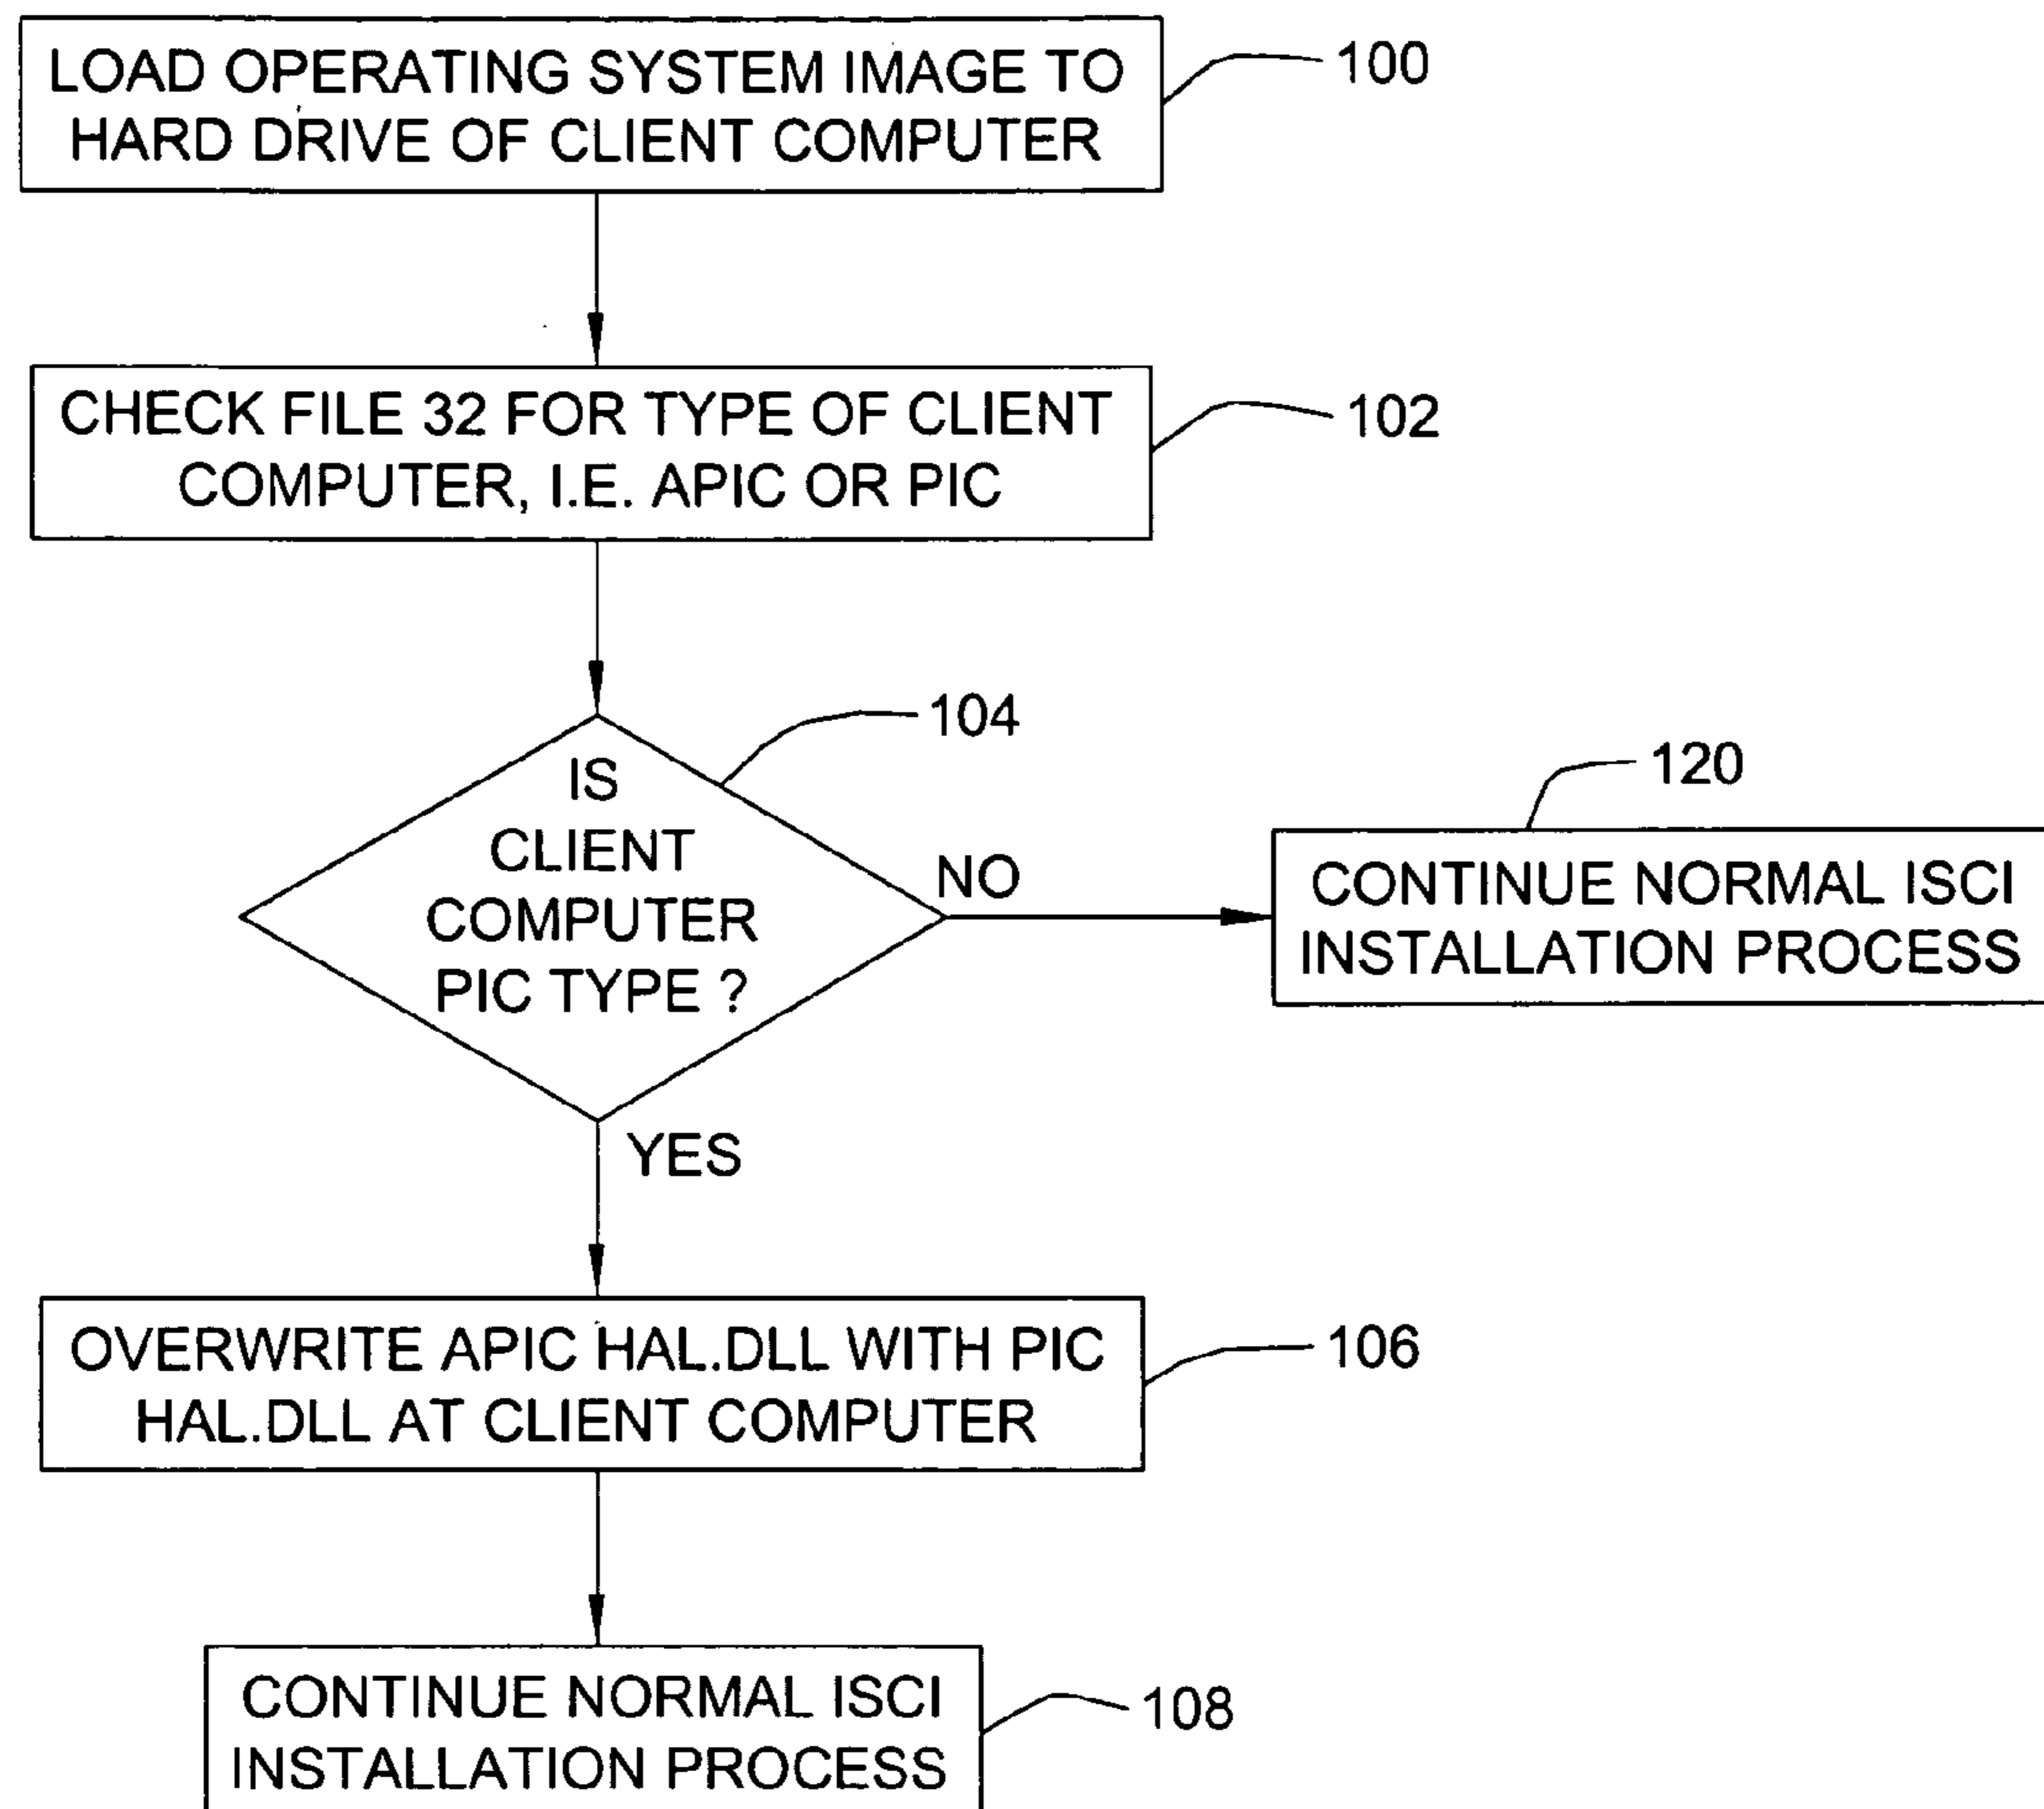 LOAD OPERATING SYSTEM IMAGE TO
HARD DRIVE OF CLIENT COMPUTER
100
CHECK FILE 32 FOR TYPE OF CLIENT
COMPUTER, I.E. APIC OR PIC
102
104
IS
CLIENT
COMPUTER
PIC TYPE ?
NO
120
CONTINUE NORMAL ISCI
INSTALLATION PROCESS
YES
OVERWRITE APIC HAL.DLL WITH PIC
HAL.DLL AT CLIENT COMPUTER
106
CONTINUE NORMAL ISCI
INSTALLATION PROCESS
108